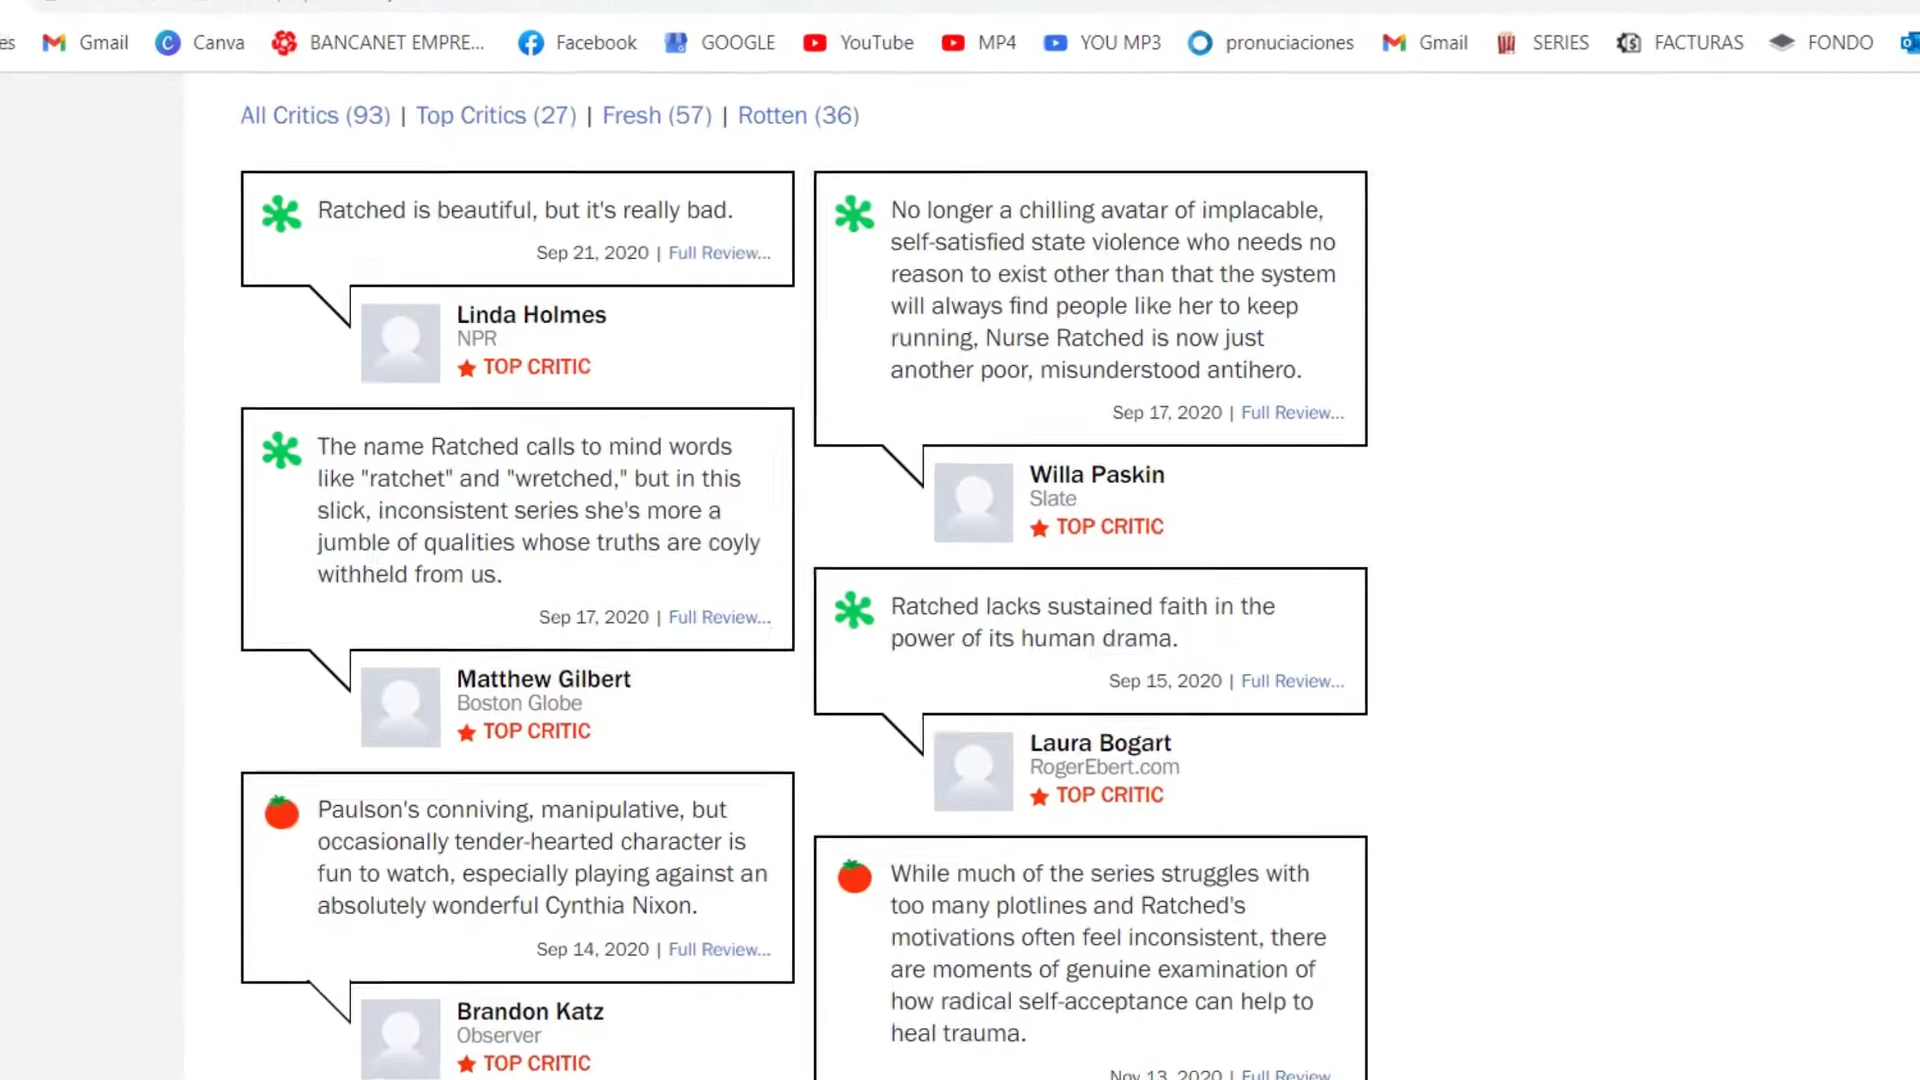 es Gmail Canva BANCANET EMPRE... Facebook GOOGLE YouTube MP4 YOU MP3 pronuciaciones Gmail SERIES FACTURAS FONDO
All Critics (93) | Top Critics (27) | Fresh (57) | Rotten (36)
Ratched is beautiful, but it's really bad.
Sep 21, 2020 | Full Review...
Linda Holmes
NPR
TOP CRITIC
The name Ratched calls to mind words
like "ratchet" and "wretched," but in this
slick, inconsistent series she's more a
jumble of qualities whose truths are coyly
withheld from us.
Sep 17, 2020 | Full Review...
Matthew Gilbert
Boston Globe
TOP CRITIC
Paulson's conniving, manipulative, but
occasionally tender-hearted character is
fun to watch, especially playing against an
absolutely wonderful Cynthia Nixon.
Sep 14, 2020 | Full Review...
Brandon Katz
Observer
TOP CRITIC
No longer a chilling avatar of implacable,
self-satisfied state violence who needs no
reason to exist other than that the system
will always find people like her to keep
running, Nurse Ratched is now just
another poor, misunderstood antihero.
Sep 17, 2020 | Full Review...
Willa Paskin
Slate
TOP CRITIC
Ratched lacks sustained faith in the
power of its human drama.
Sep 15, 2020 | Full Review...
Laura Bogart
RogerEbert.com
TOP CRITIC
While much of the series struggles with
too many plotlines and Ratched's
motivations often feel inconsistent, there
are moments of genuine examination of
how radical self-acceptance can help to
heal trauma.
Nov 13, 2020 | Full Review...